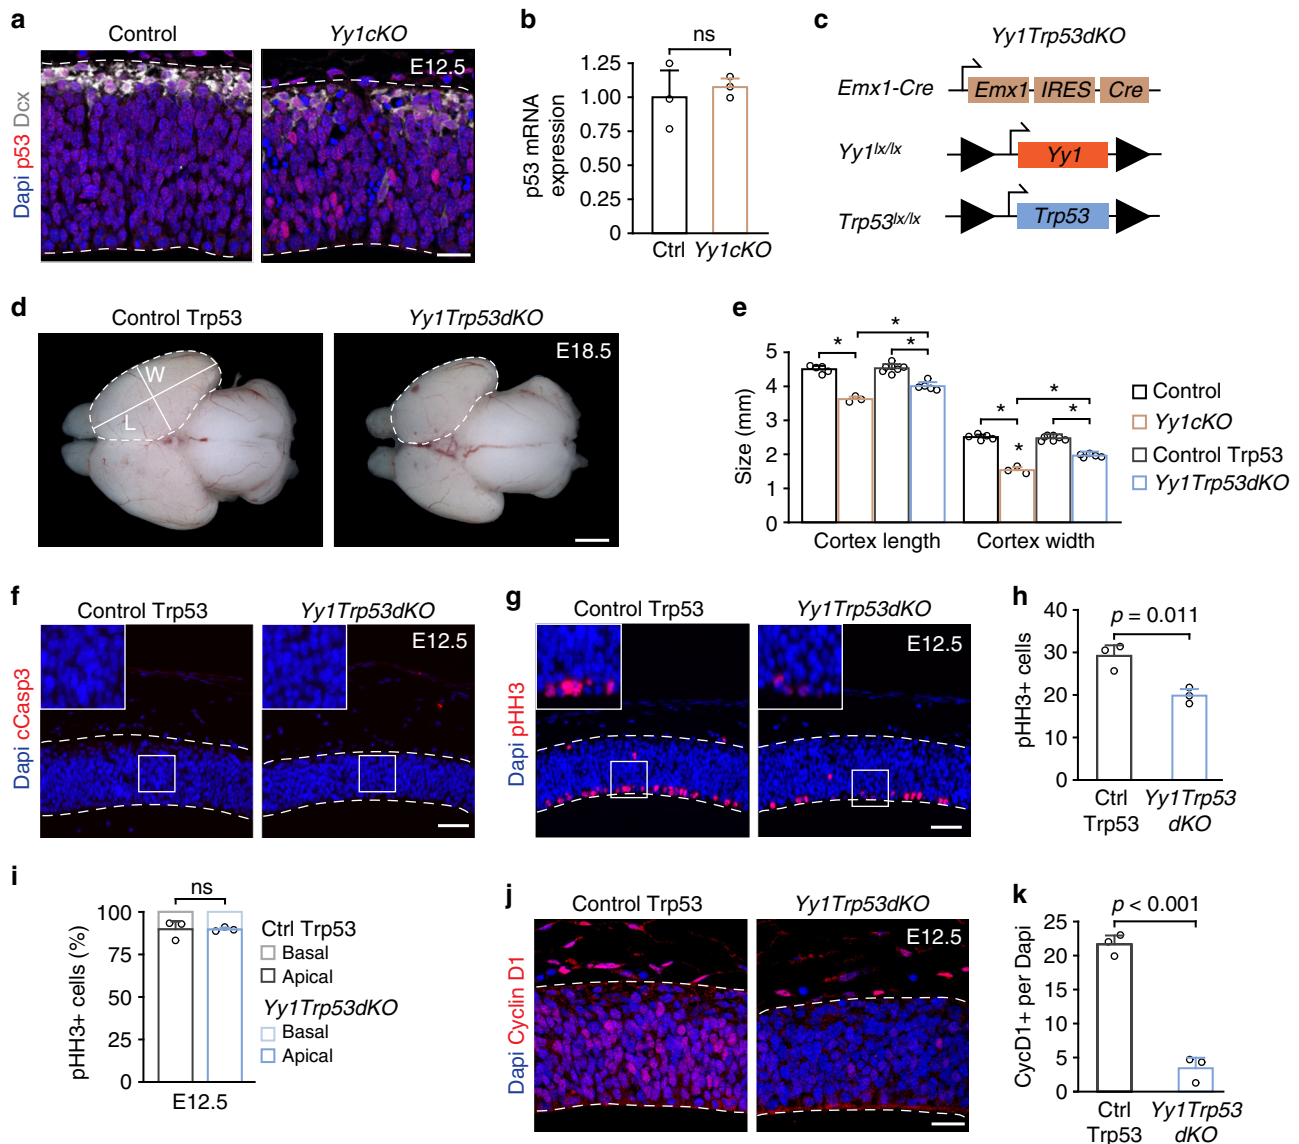 a
Control
Yy1cKO
E12.5
Dapi p53 Dcx
b
ns
p53 mRNA
expression
1.25
1.00
0.75
0.50
0.25
0
Ctrl Yy1cKO
c
Yy1Trp53dKO
Emx1-Cre
Emx1 IRES Cre
Yy1lx/lx
Yy1
Trp53lx/lx
Trp53
d
Control Trp53
Yy1Trp53dKO
W
L
E18.5
e
Size (mm)
5
4
3
2
1
0
* * * *
* * * *
Cortex length Cortex width
Control
Yy1cKO
Control Trp53
Yy1Trp53dKO
f
Control Trp53
Yy1Trp53dKO
E12.5
Dapi cCasp3
g
Control Trp53
Yy1Trp53dKO
E12.5
Dapi pHH3
h
p = 0.011
pHH3+ cells
40
30
20
10
0
Ctrl Yy1Trp53
Trp53 dKO
i
ns
pHH3+ cells (%)
100
75
50
25
0
E12.5
Ctrl Trp53
Basal
Apical
Yy1Trp53dKO
Basal
Apical
j
Control Trp53
Yy1Trp53dKO
E12.5
Dapi Cyclin D1
k
p < 0.001
CycD1+ per Dapi
25
20
15
10
5
0
Ctrl Yy1Trp53
Trp53 dKO